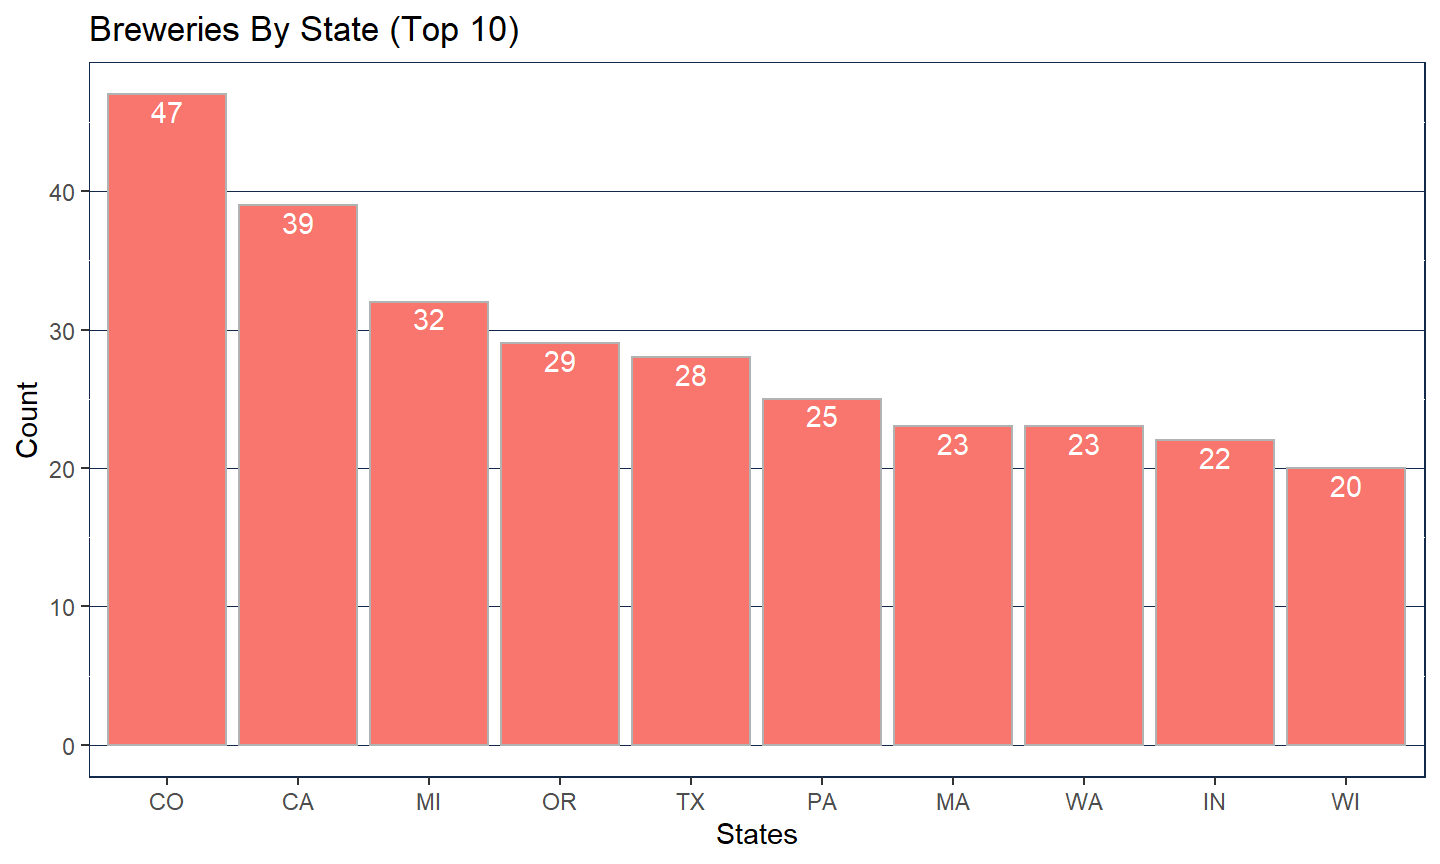 Breweries By State (Top 10)
47
39
32
29
28
25
23
23
22
20
40
30
20
10
0
Count
CO
CA
MI
OR
TX
PA
MA
WA
IN
WI
States